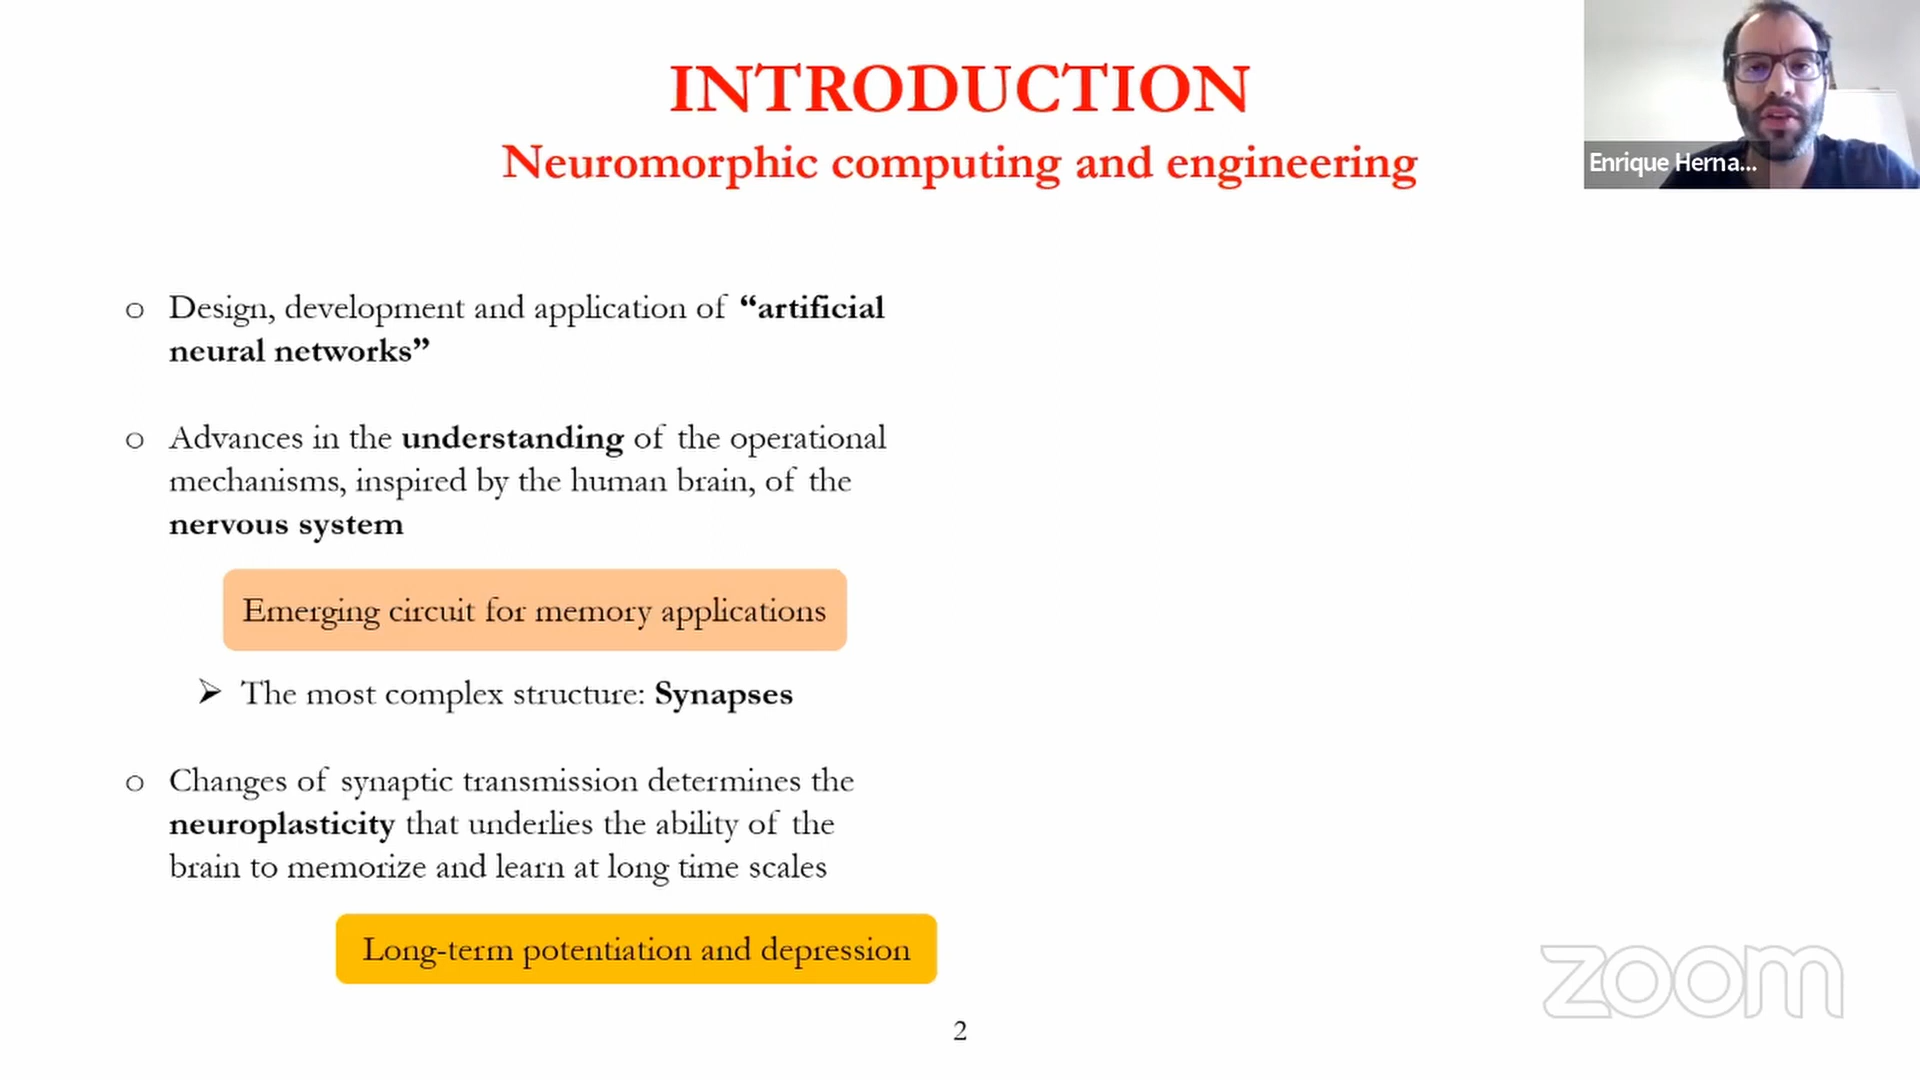 INTRODUCTION
Neuromorphic computing and engineering
Enrique Herna...
o Design, development and application of “artificial
neural networks”
o Advances in the understanding of the operational
mechanisms, inspired by the human brain, of the
nervous system
Emerging circuit for memory applications
➢ The most complex structure: Synapses
o Changes of synaptic transmission determines the
neuroplasticity that underlies the ability of the
brain to memorize and learn at long time scales
Long-term potentiation and depression
zoom
2